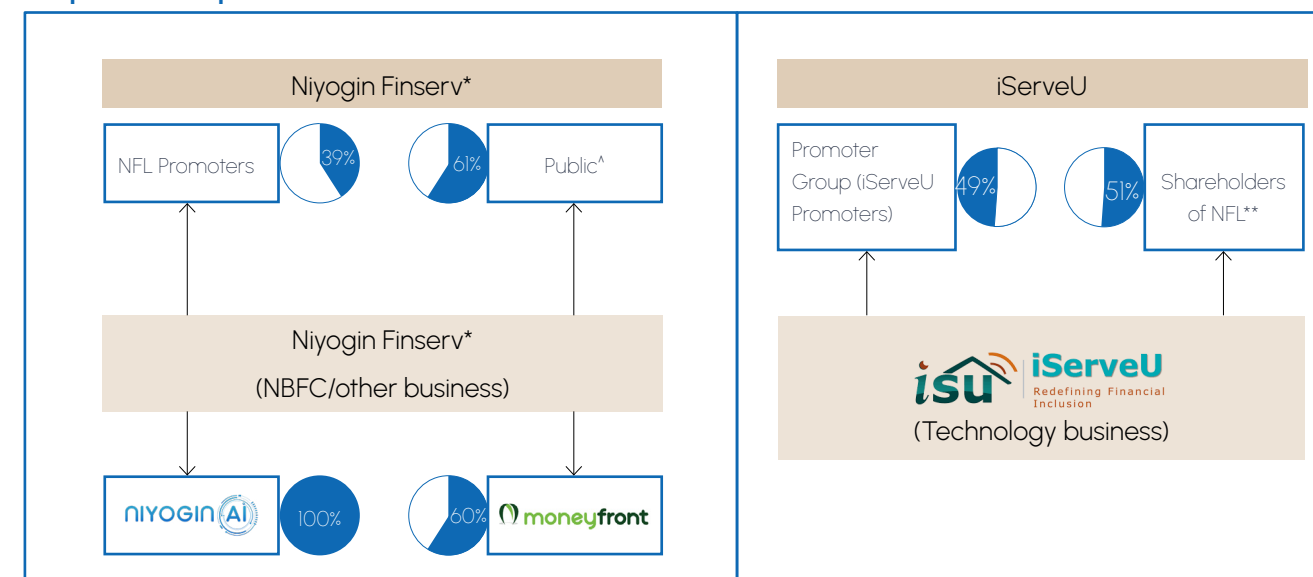 Niyogin Finserv*
NFL Promoters
39%
61%
Public^
Niyogin Finserv*
(NBFC/other business)
NIYOGIN AI
100%
60%
moneyfront
iServeU
Promoter
Group (iServeU
Promoters)
49%
51%
Shareholders
of NFL**
isu
iServeU
Redefining Financial
Inclusion
(Technology business)